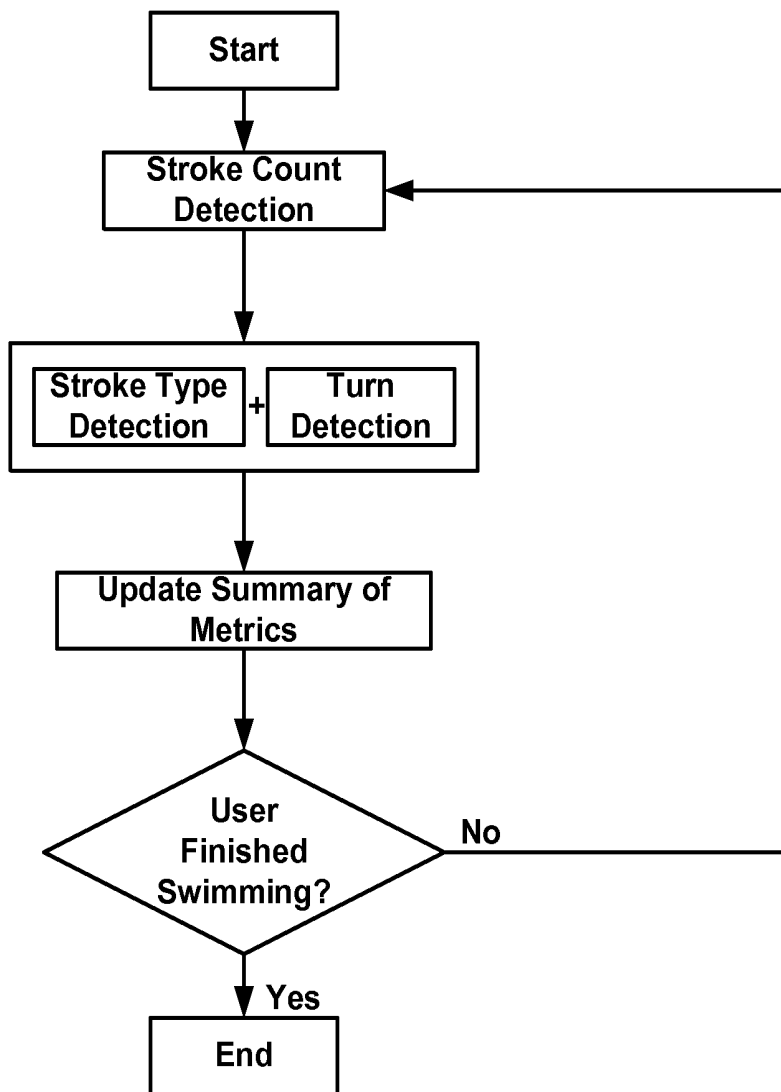 Start
Stroke Count
Detection
Stroke Type
Detection
+
Turn
Detection
Update Summary of
Metrics
User
Finished
Swimming?
No
Yes
End